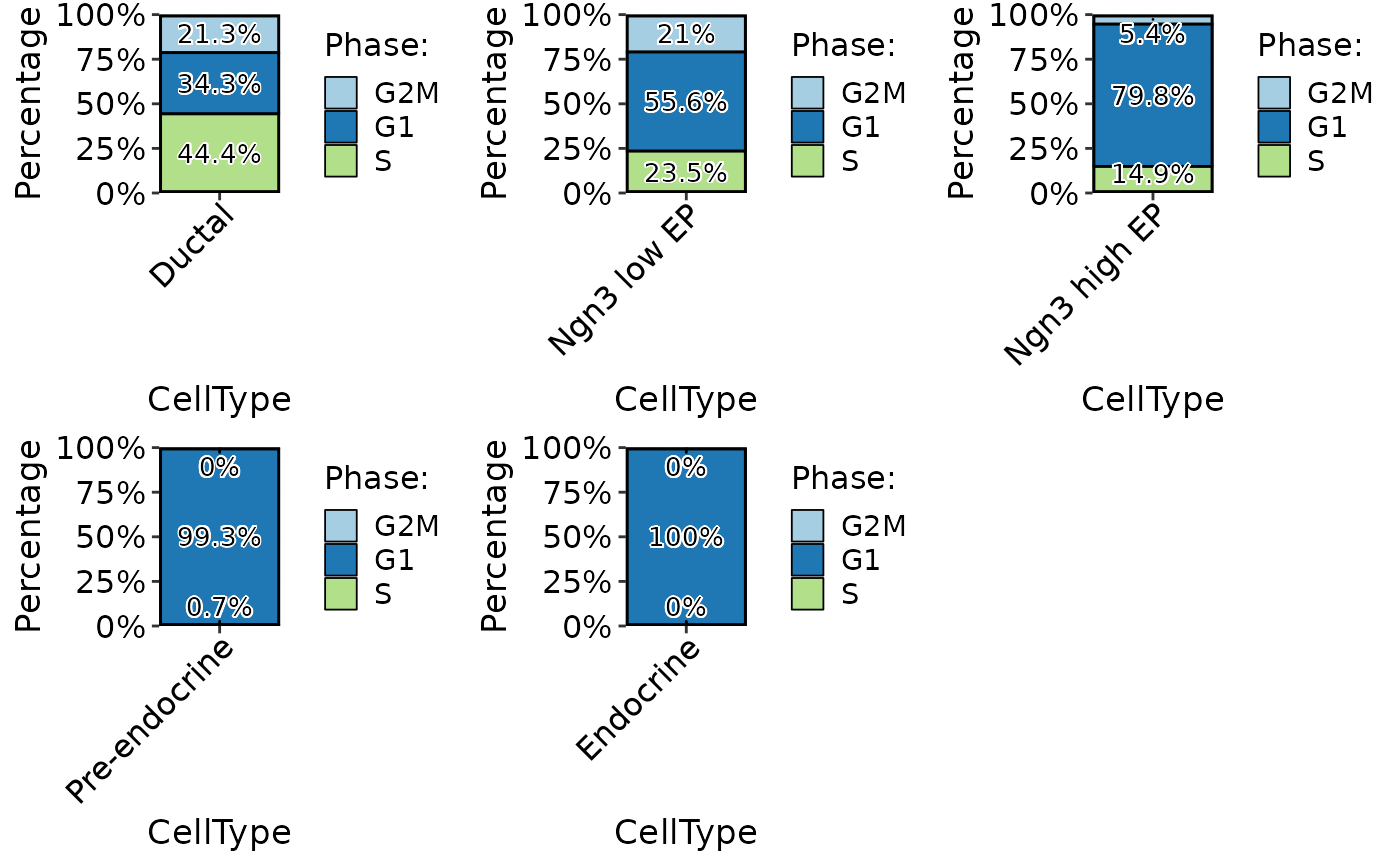 Percentage
100%
75%
50%
25%
0%
21.3%
34.3%
44.4%
Ductal
CellType
Phase:
G2M
G1
S
Percentage
100%
75%
50%
25%
0%
21%
55.6%
23.5%
Ngn3 low EP
CellType
Phase:
G2M
G1
S
Percentage
100%
75%
50%
25%
0%
5.4%
79.8%
14.9%
Ngn3 high EP
CellType
Phase:
G2M
G1
S
Percentage
100%
75%
50%
25%
0%
0%
99.3%
0.7%
Pre-endocrine
CellType
Phase:
G2M
G1
S
Percentage
100%
75%
50%
25%
0%
0%
100%
0%
Endocrine
CellType
Phase:
G2M
G1
S